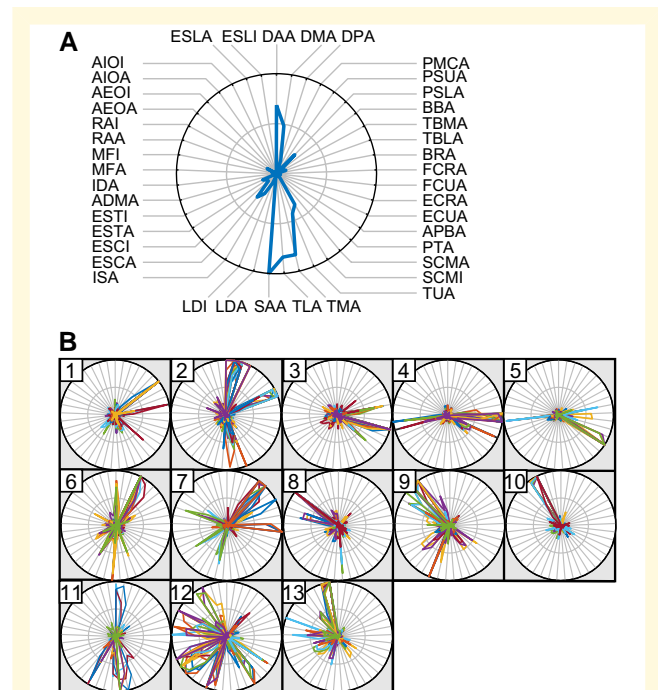 A
ESLA ESLI DAA DMA DPA
AIOI
AIOA
AEOI
AEOA
RAI
RAA
MFI
MFA
IDA
ADMA
ESTI
ESTA
ESCI
ESCA
ISA
PMCA
PSUA
PSLA
BBA
TBMA
TBLA
BRA
FCRA
FCUA
ECRA
ECUA
APBA
PTA
SCMA
SCMI
TUA
LDI LDA SAA TLA TMA
B
1 2 3 4 5
6 7 8 9 10
11 12 13